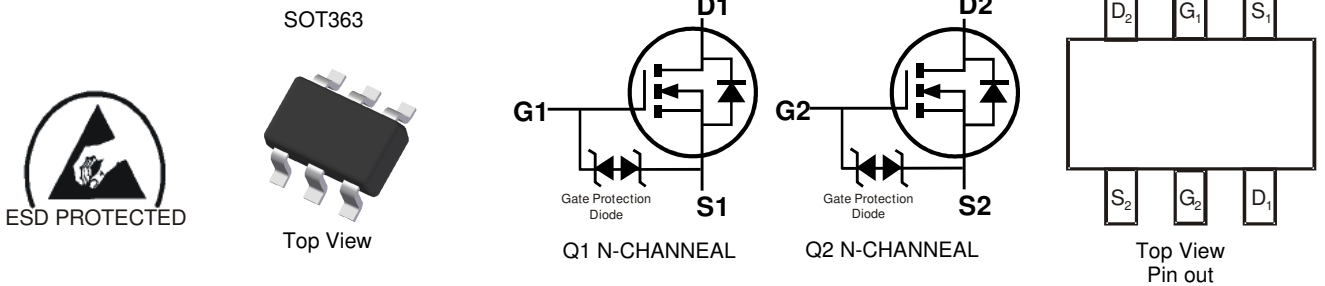 SOT363
ESD PROTECTED
Top View
D1
G1
Gate Protection
Diode
S1
Q1 N-CHANNEAL
D2
G2
Gate Protection
Diode
S2
Q2 N-CHANNEAL
D2 G1 S1
S2 G2 D1
Top View
Pin out